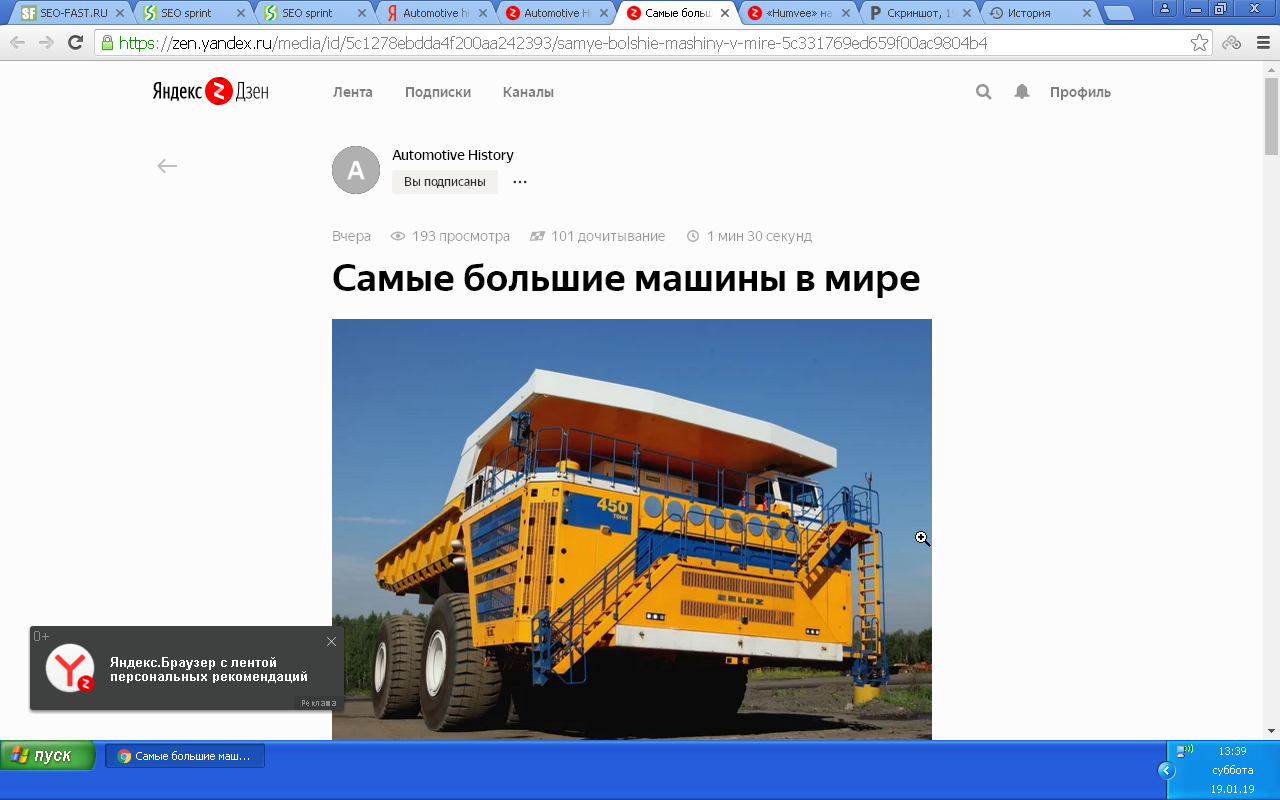 SEO-FAST.RU
SEO sprint
SEO sprint
Automotive hi
Automotive Hi
Самые больш
«Humvee» на
Скриншот, 19
История
https://zen.yandex.ru/media/id/5c1278ebdda4f200aa242393/samye-bolshie-mashiny-v-mire-5c331769ed659f00ac9804b4
Яндекс Дзен
Лента
Подписки
Каналы
Профиль
A
Automotive History
Вы подписаны
Вчера 193 просмотра 101 дочитывание 1 мин 30 секунд
Самые большие машины в мире
450
тонн
BELAZ
0+
Яндекс.Браузер с лентой
персональных рекомендаций
Реклама
пуск
Самые большие маш...
13:39
суббота
19.01.19